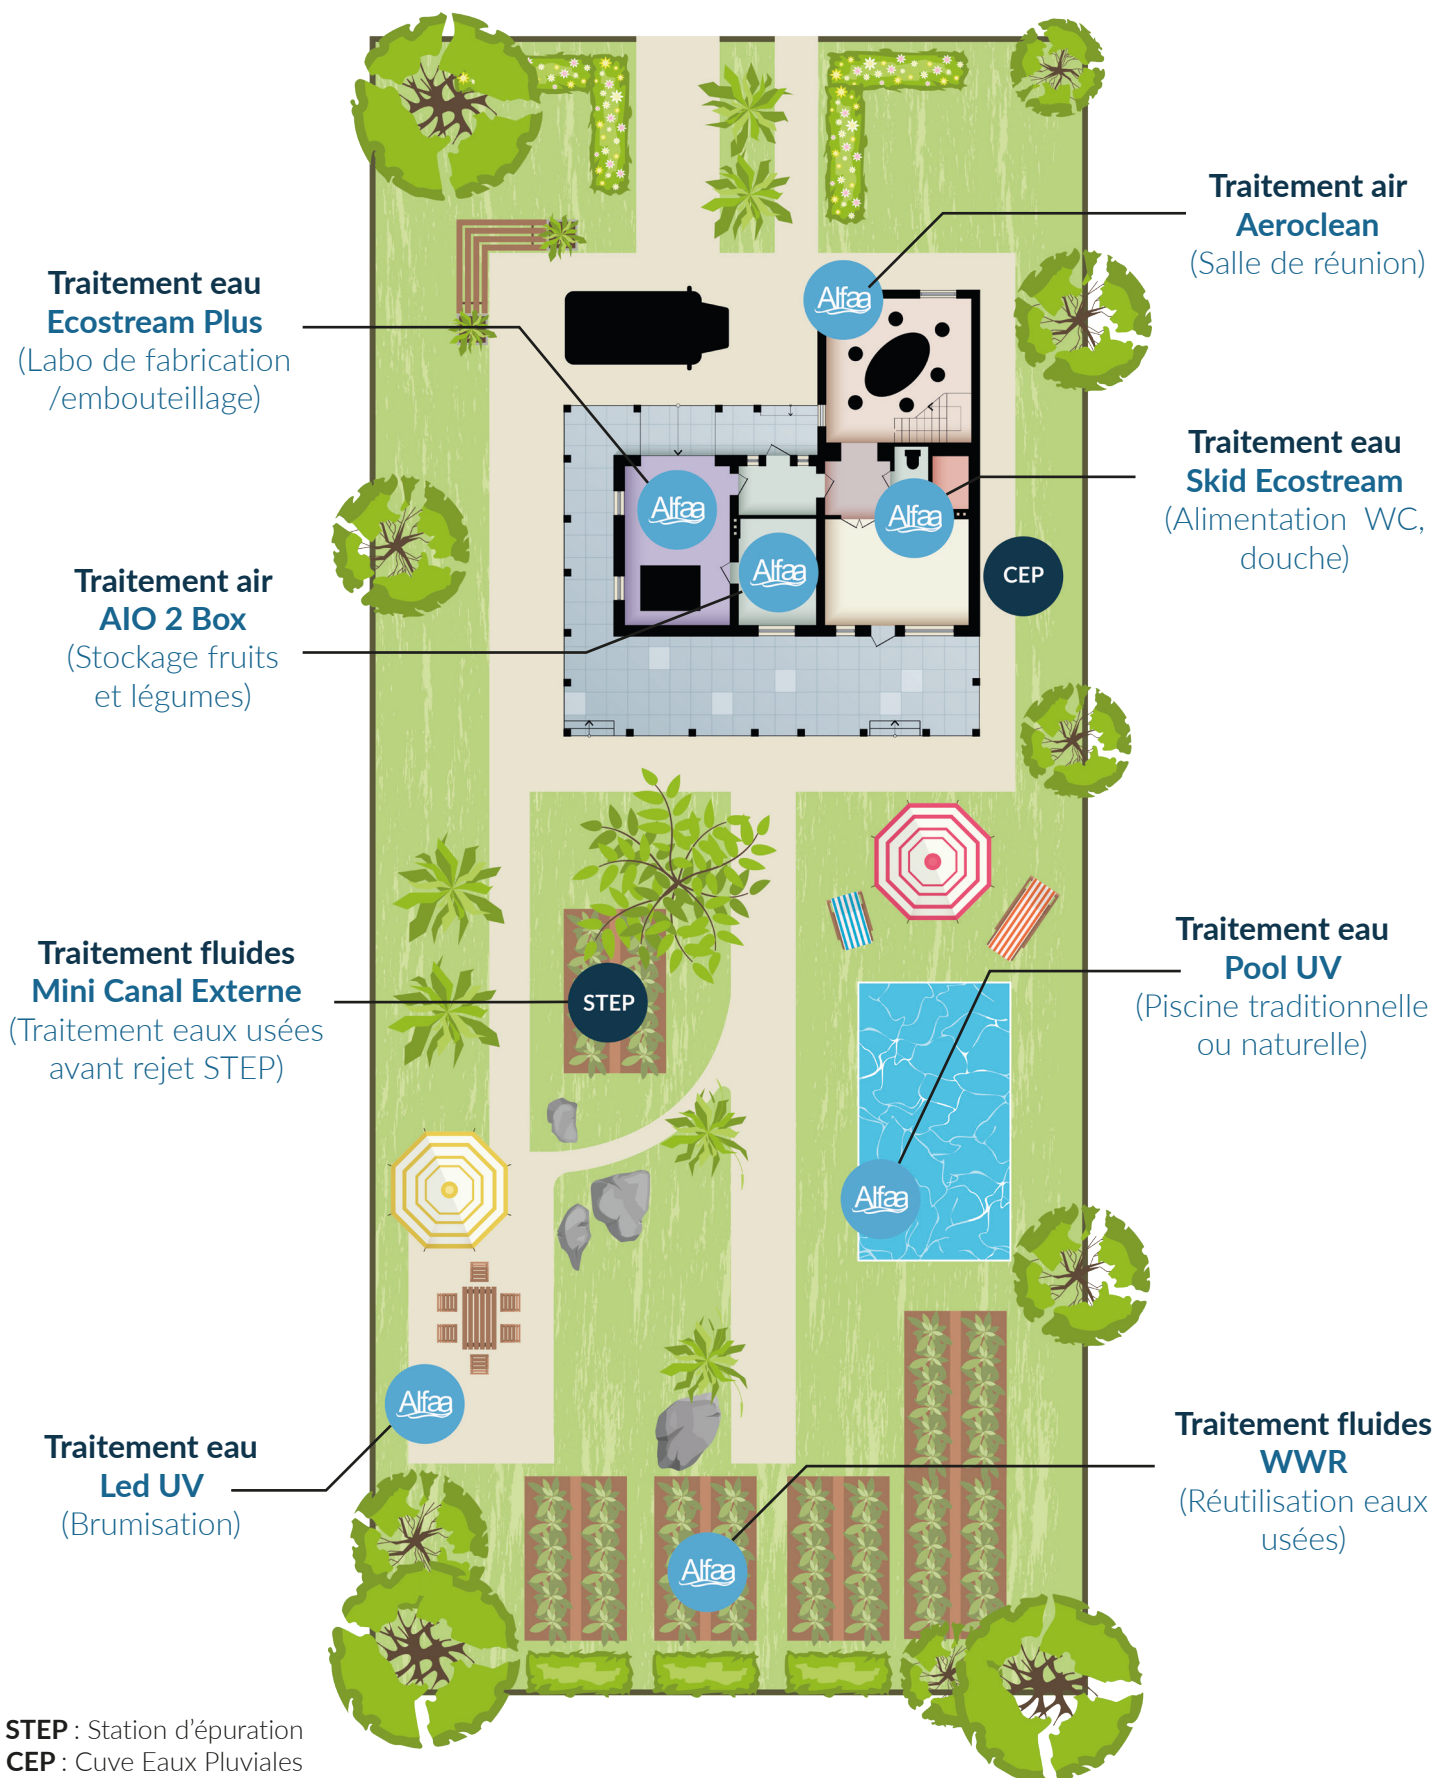 Traitement air
Aeroclean
(Salle de réunion)
Traitement eau
Ecostream Plus
(Labo de fabrication
/embouteillage)
Alfaa
Traitement eau
Skid Ecostream
(Alimentation WC,
douche)
Alfaa
Alfaa
Alfaa
CEP
Traitement air
AIO 2 Box
(Stockage fruits
et légumes)
Traitement eau
Pool UV
(Piscine traditionnelle
ou naturelle)
Traitement fluides
Mini Canal Externe
(Traitement eaux usées
avant rejet STEP)
STEP
Alfaa
Alfaa
Traitement eau
Led UV
(Brumisation)
Traitement fluides
WWR
(Réutilisation eaux
usées)
Alfaa
STEP : Station d'épuration
CEP : Cuve Eaux Pluviales